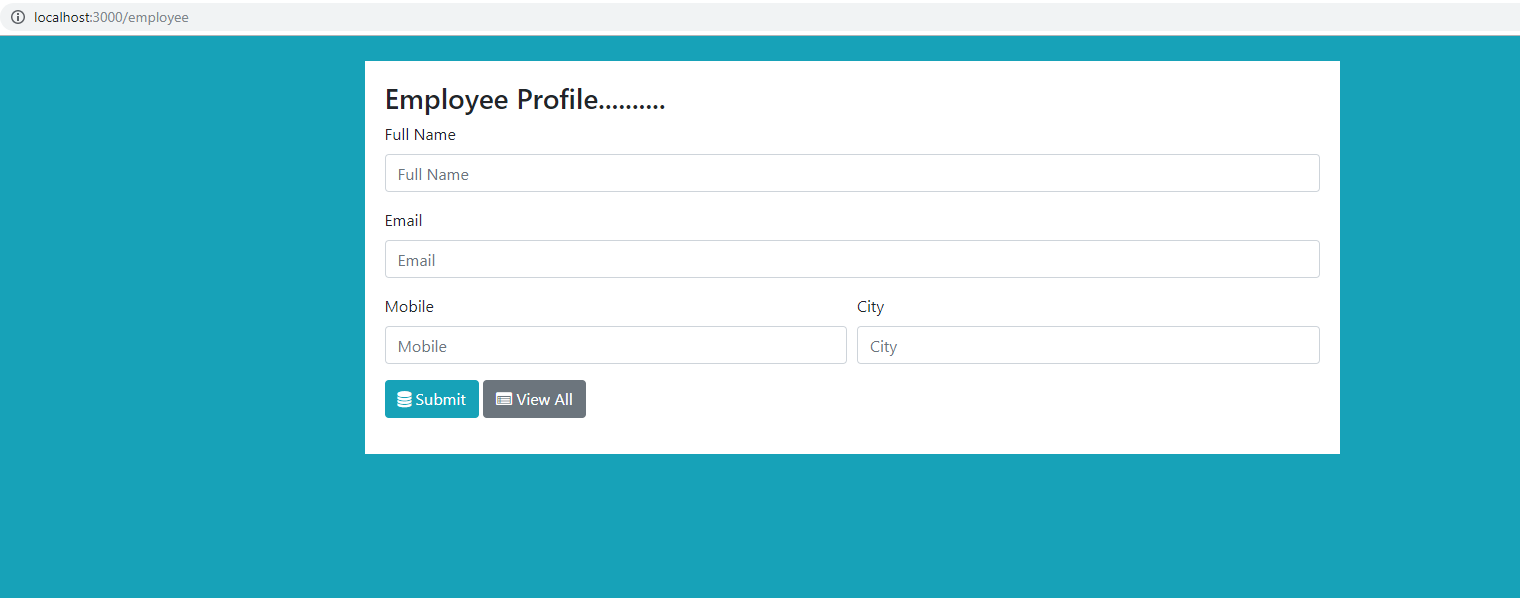 localhost:3000/employee
Employee Profile..........
Full Name
Full Name
Email
Email
Mobile
City
Mobile
City
Submit
View All